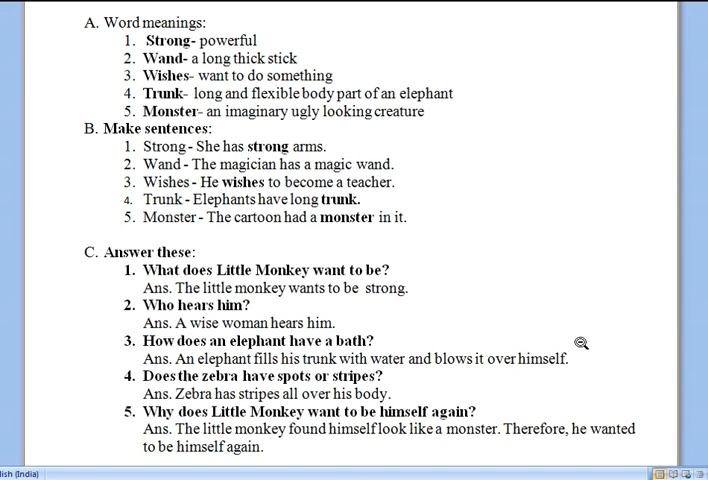 A. Word meanings:
1. Strong- powerful
2. Wand- a long thick stick
3. Wishes- want to do something
4. Trunk- long and flexible body part of an elephant
5. Monster- an imaginary ugly looking creature
B. Make sentences:
1. Strong - She has strong arms.
2. Wand - The magician has a magic wand.
3. Wishes - He wishes to become a teacher.
4. Trunk - Elephants have long trunk.
5. Monster - The cartoon had a monster in it.
C. Answer these:
1. What does Little Monkey want to be?
Ans. The little monkey wants to be strong.
2. Who hears him?
Ans. A wise woman hears him.
3. How does an elephant have a bath?
Ans. An elephant fills his trunk with water and blows it over himself.
4. Does the zebra have spots or stripes?
Ans. Zebra has stripes all over his body.
5. Why does Little Monkey want to be himself again?
Ans. The little monkey found himself look like a monster. Therefore, he wanted
to be himself again.
lish (India)